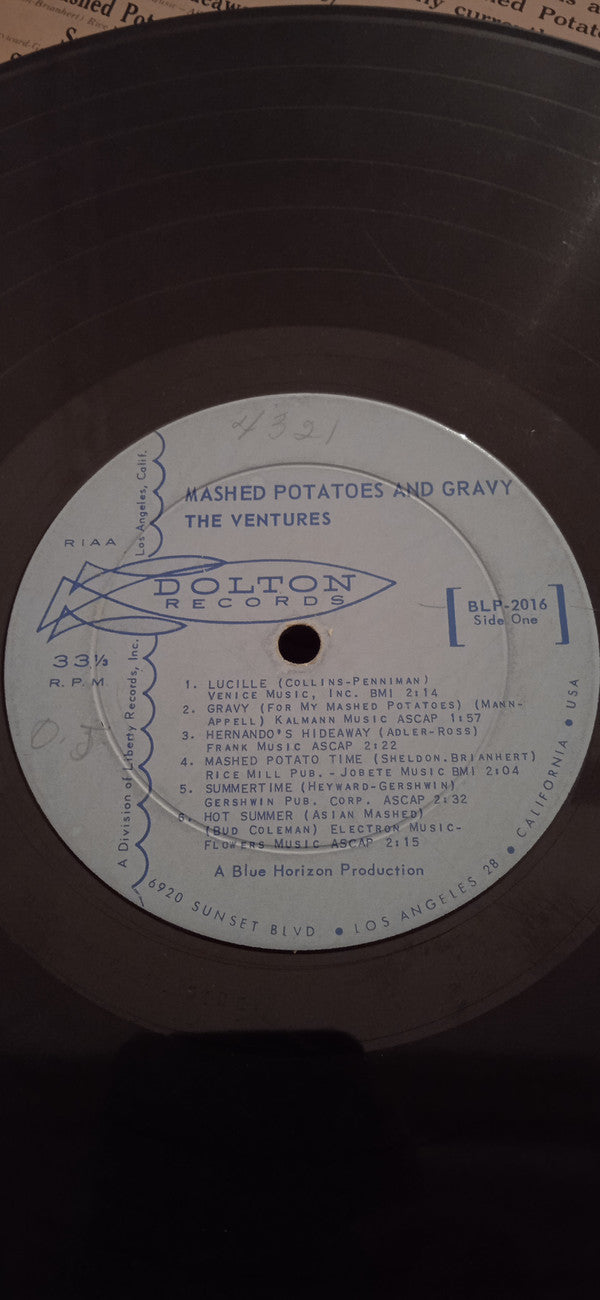 4321
MASHED POTATOES AND GRAVY
THE VENTURES
Los Angeles, Calif.
RIAA
DOLTON
RECORDS
BLP-2016
Side One
33⅓
R.P.M.
A Division of Liberty Records, Inc.
1. LUCILLE (COLLINS-PENNIMAN)
VENICE MUSIC, INC. BMI 2:14
2. GRAVY (FOR MY MASHED POTATOES) (MANN-
APPELL) KALMANN MUSIC ASCAP 1:57
3. HERNANDO'S HIDEAWAY (ADLER-ROSS)
FRANK MUSIC ASCAP 2:22
4. MASHED POTATO TIME (SHELDON.BRIANHERT)
RICE MILL PUB. - JOBETE MUSIC BMI 2:04
5. SUMMERTIME (HEYWARD-GERSHWIN)
GERSHWIN PUB. CORP. ASCAP 2:32
6. HOT SUMMER (ASIAN MASHED)
(BUD COLEMAN) ELECTRON MUSIC-
FLOWERS MUSIC ASCAP 2:15
A Blue Horizon Production
6920 SUNSET BLVD. • LOS ANGELES 28 • CALIFORNIA • USA